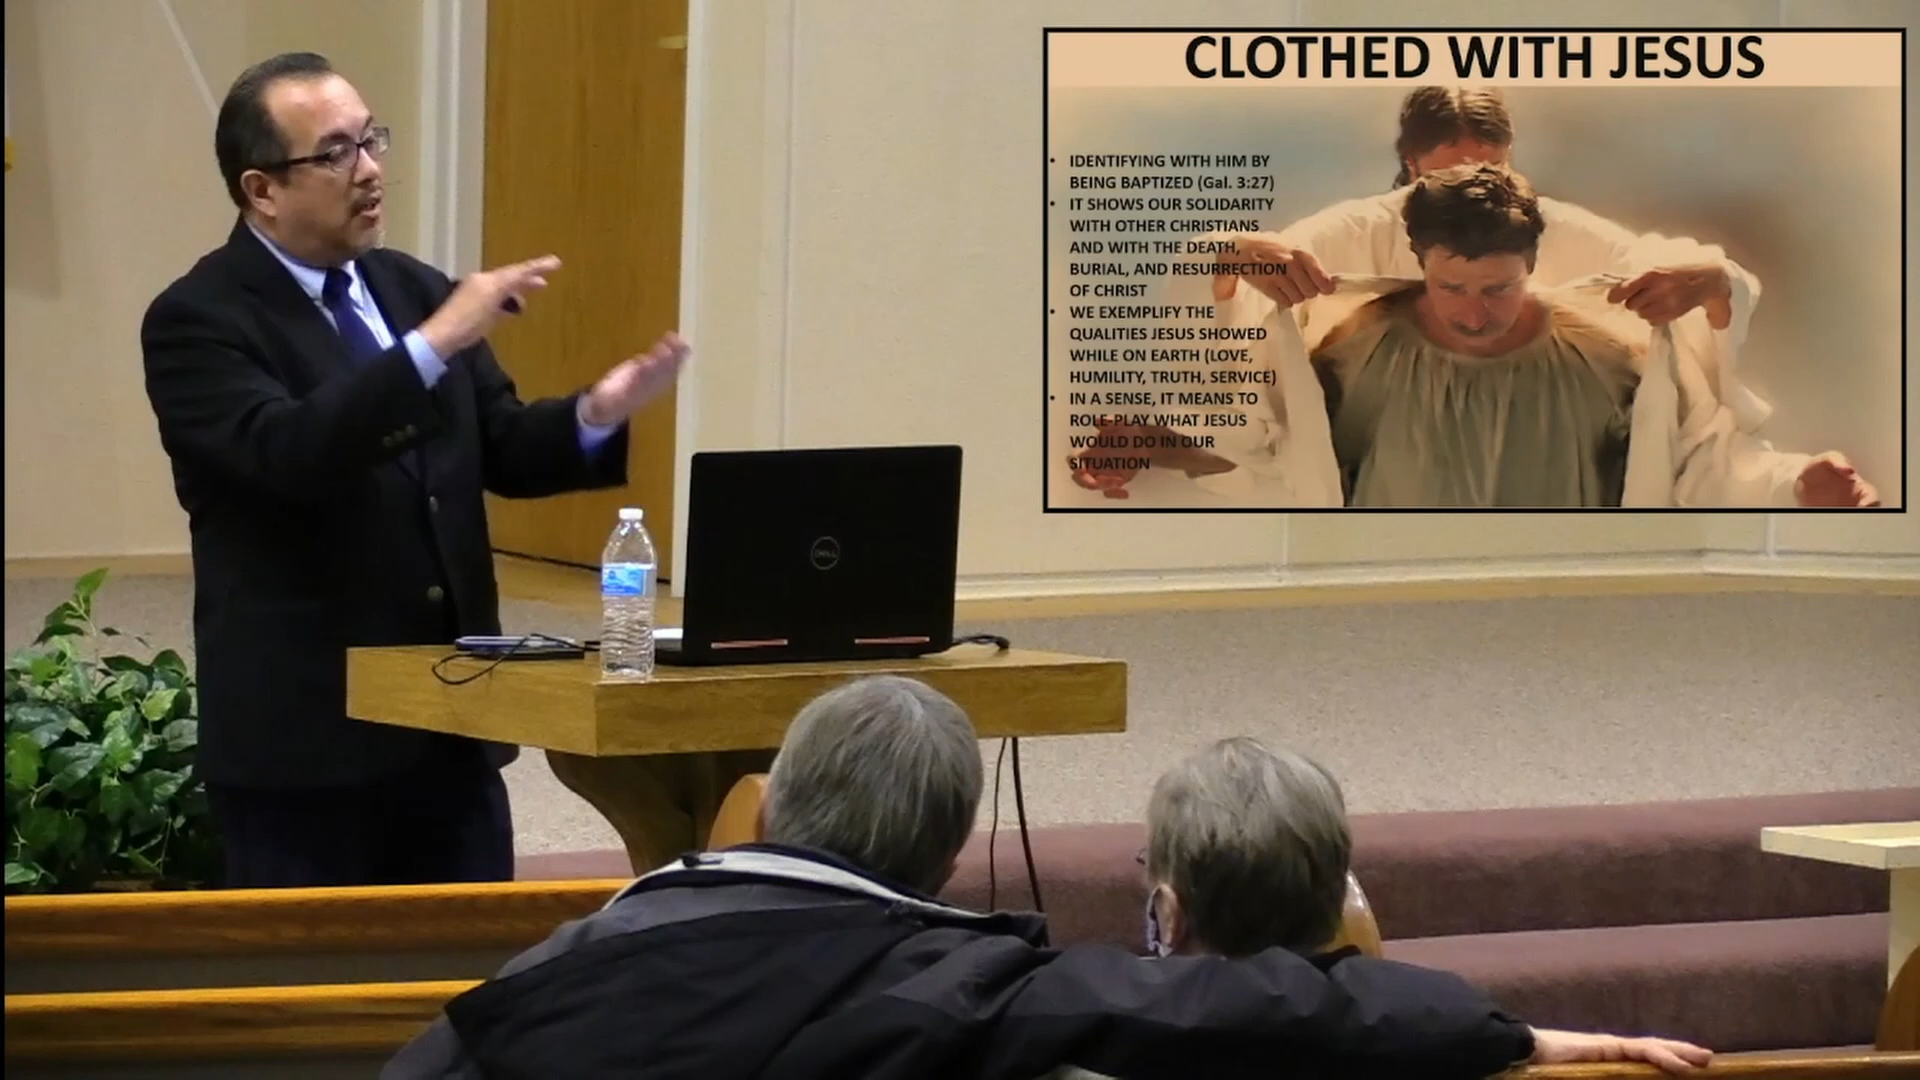 CLOTHED WITH JESUS
• IDENTIFYING WITH HIM BY
BEING BAPTIZED (Gal. 3:27)
• IT SHOWS OUR SOLIDARITY
WITH OTHER CHRISTIANS
AND WITH THE DEATH,
BURIAL, AND RESURRECTION
OF CHRIST
• WE EXEMPLIFY THE
QUALITIES JESUS SHOWED
WHILE ON EARTH (LOVE,
HUMILITY, TRUTH, SERVICE)
• IN A SENSE, IT MEANS TO
ROLE-PLAY WHAT JESUS
WOULD DO IN OUR
SITUATION
DELL